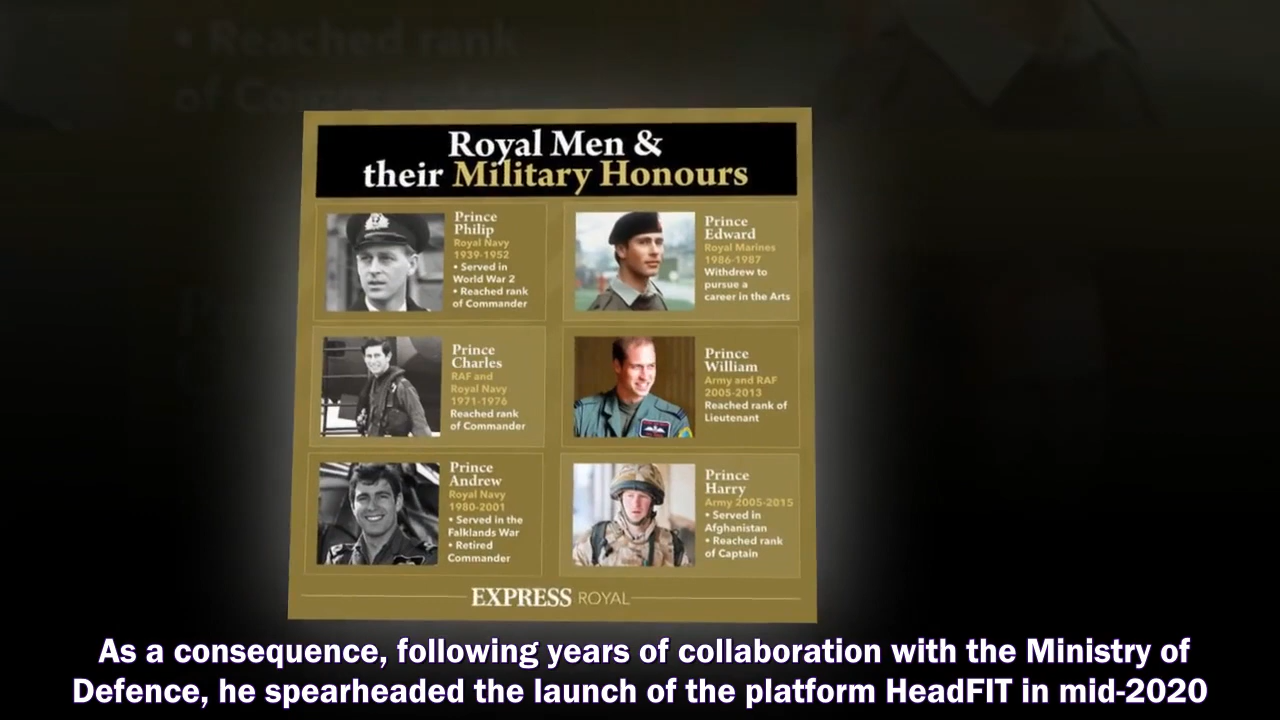 • Reached rank
of Commander
Royal Men &
their Military Honours
Prince
Philip
Royal Navy
1939-1952
• Served in
World War 2
• Reached rank
of Commander
Prince
Edward
Royal Marines
1986-1987
Withdrew to
pursue a
career in the Arts
Prince
Charles
RAF and
Royal Navy
1971-1976
Reached rank
of Commander
Prince
William
Army and RAF
2005-2013
Reached rank of
Lieutenant
Prince
Andrew
Royal Navy
1980-2001
• Served in the
Falklands War
• Retired
Commander
Prince
Harry
Army 2005-2015
• Served in
Afghanistan
• Reached rank
of Captain
EXPRESS ROYAL
As a consequence, following years of collaboration with the Ministry of
Defence, he spearheaded the launch of the platform HeadFIT in mid-2020